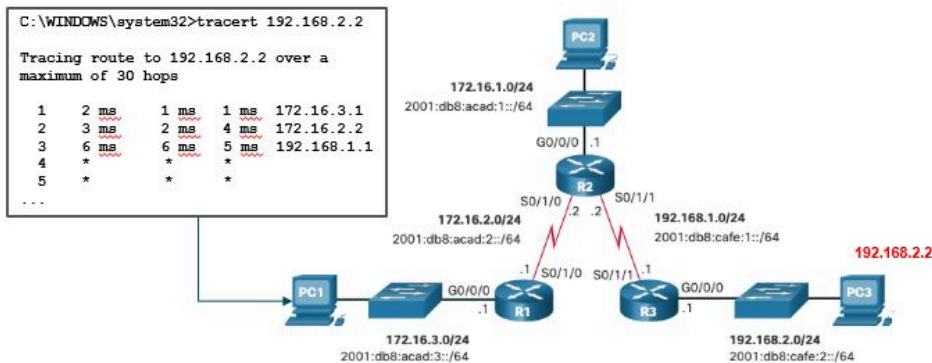 C:\WINDOWS\system32>tracert 192.168.2.2
Tracing route to 192.168.2.2 over a
maximum of 30 hops
1 2 ms 1 ms 1 ms 172.16.3.1
2 3 ms 2 ms 4 ms 172.16.2.2
3 6 ms 6 ms 5 ms 192.168.1.1
4 * * *
5 * * *
...
PC2
172.16.1.0/24
2001:db8:acad:1::/64
G0/0/0 .1
R2
S0/1/0 S0/1/1
.2 .2
172.16.2.0/24
2001:db8:acad:2::/64
192.168.1.0/24
2001:db8:cafe:1::/64
192.168.2.2
.1 S0/1/0
S0/1/1 .1
PC1
G0/0/0
.1
R1
R3
G0/0/0
.1
PC3
172.16.3.0/24
2001:db8:acad:3::/64
192.168.2.0/24
2001:db8:cafe:2::/64